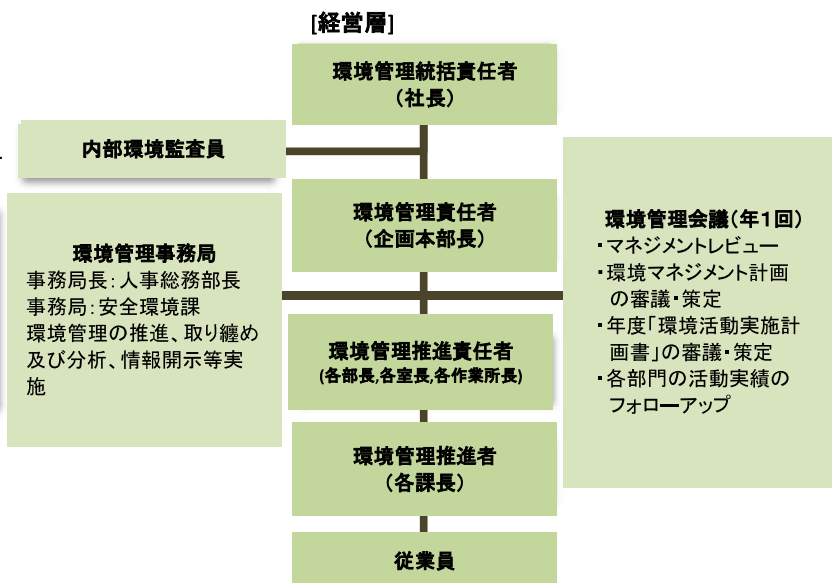 [経営層]
環境管理統括責任者
（社長）
内部環境監査員
環境管理責任者
（企画本部長）
環境管理事務局
事務局長：人事総務部長
事務局：安全環境課
環境管理の推進、取り纏め
及び分析、情報開示等実
施
環境管理会議（年１回）
・マネジメントレビュー
・環境マネジメント計画
の審議・策定
・年度「環境活動実施計
画書」の審議・策定
・各部門の活動実績の
フォローアップ
環境管理推進責任者
(各部長,各室長,各作業所長)
環境管理推進者
（各課長）
従業員